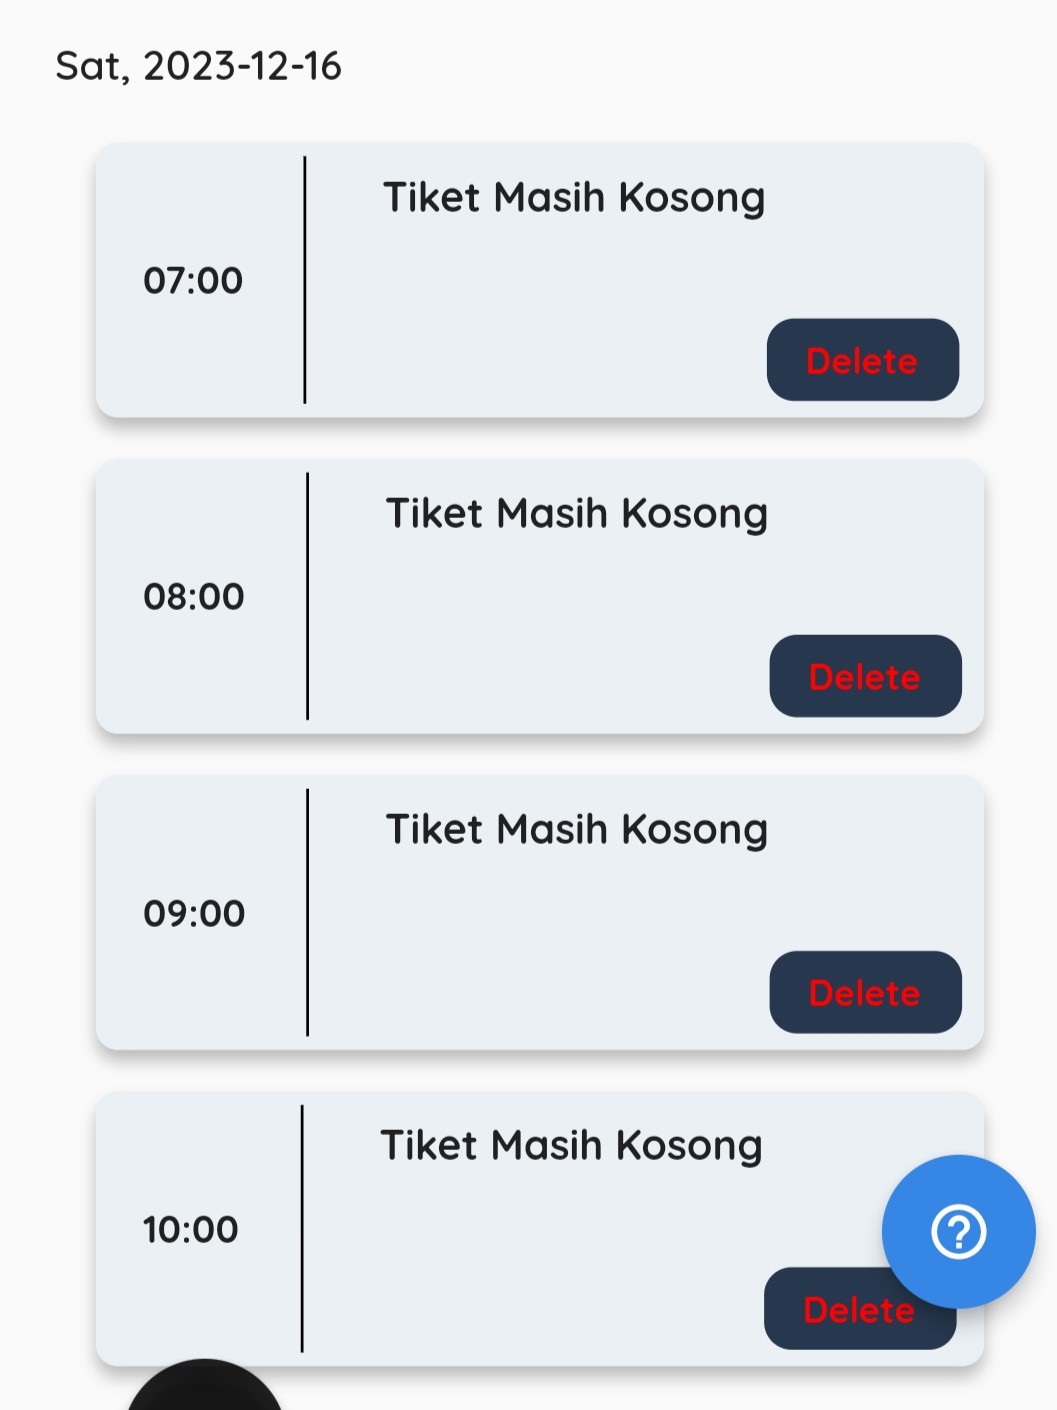 Sat, 2023-12-16
Tiket Masih Kosong
07:00
Delete
Tiket Masih Kosong
08:00
Delete
Tiket Masih Kosong
09:00
Delete
Tiket Masih Kosong
10:00
?
Delete